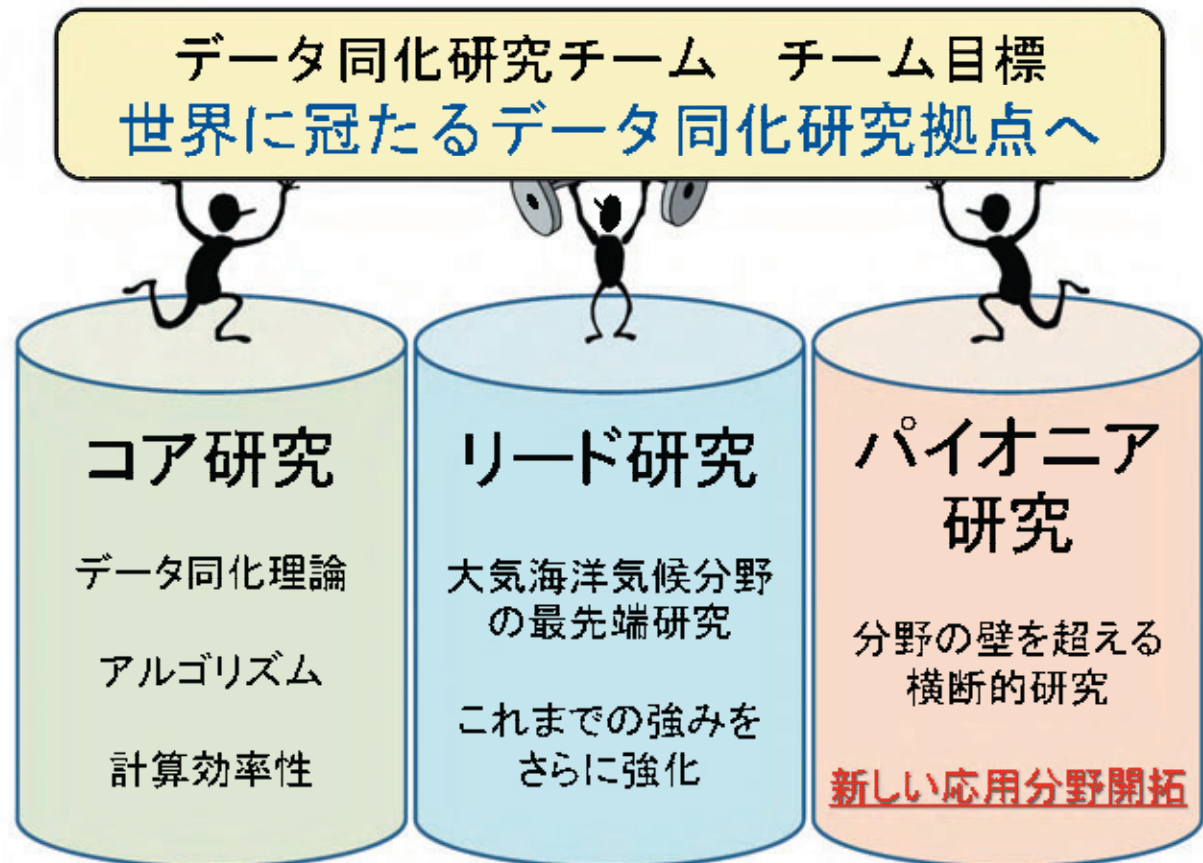 データ同化研究チーム　チーム目標
世界に冠たるデータ同化研究拠点へ
コア研究
データ同化理論
アルゴリズム
計算効率性
リード研究
大気海洋気候分野
の最先端研究
これまでの強みを
さらに強化
パイオニア
研究
分野の壁を超える
横断的研究
新しい応用分野開拓